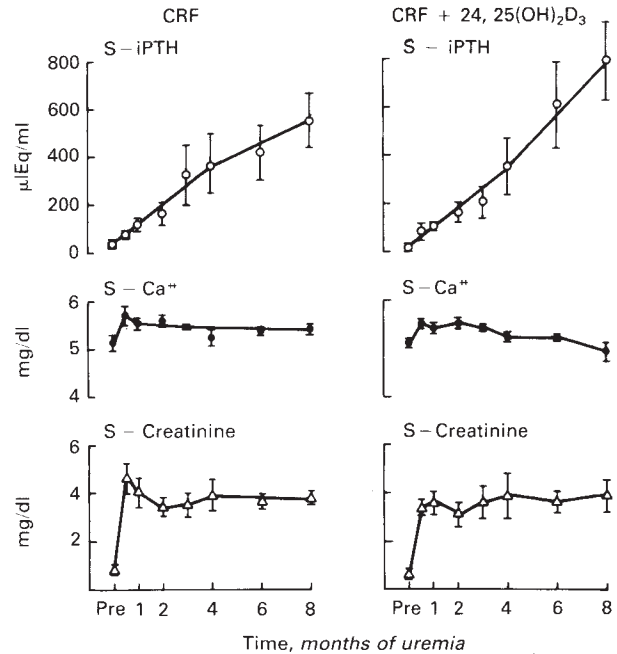 CRF CRF + 24, 25(OH)₂D₃
S – iPTH S – iPTH
800
600
400
200
0
μlEq/ml
S – Ca⁺⁺ S – Ca⁺⁺
6
5
4
mg/dl
S – Creatinine S – Creatinine
6
4
2
mg/dl
Pre 1 2 4 6 8 Pre 1 2 4 6 8
Time, months of uremia